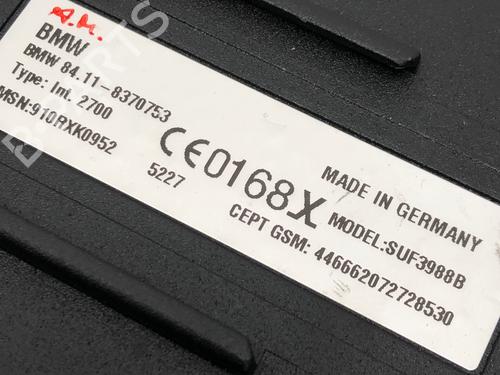 A.M.
BMW
BMW 84.11-8370753
Type: Int. 2700
MSN:910RXK0952
CE0168X
5227
MADE IN GERMANY
MODEL:SUF3988B
CEPT GSM: 446662072728530